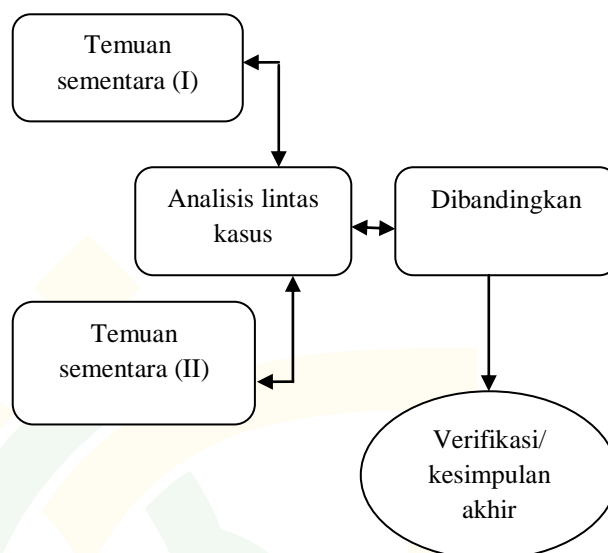 Temuan
sementara (I)
Analisis lintas
kasus
Dibandingkan
Temuan
sementara (II)
Verifikasi/
kesimpulan
akhir